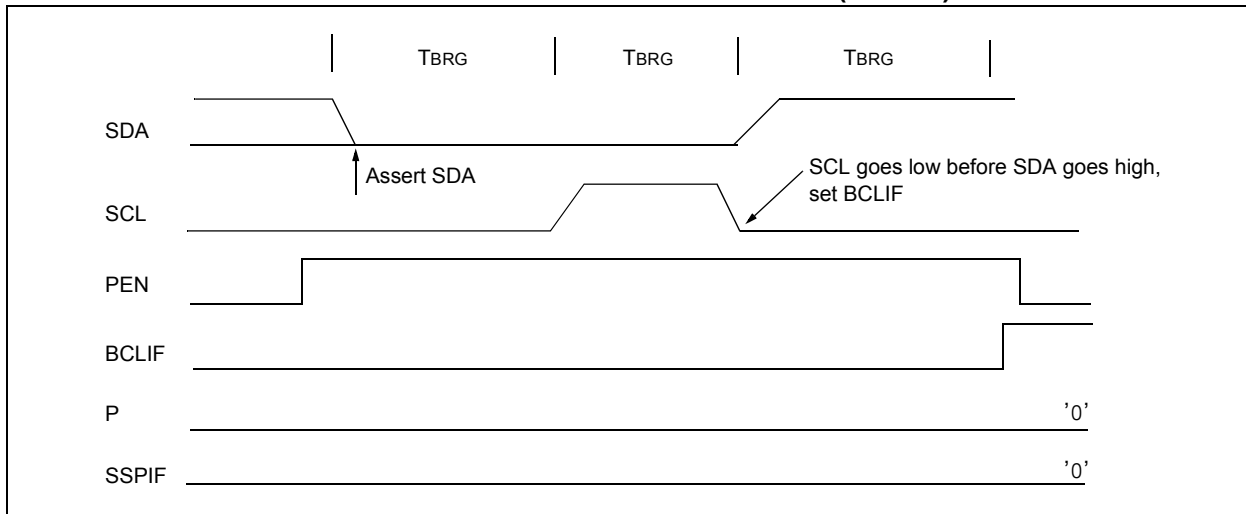 TBRG TBRG TBRG
SDA
Assert SDA
SCL goes low before SDA goes high,
set BCLIF
SCL
PEN
BCLIF
P '0'
SSPIF '0'